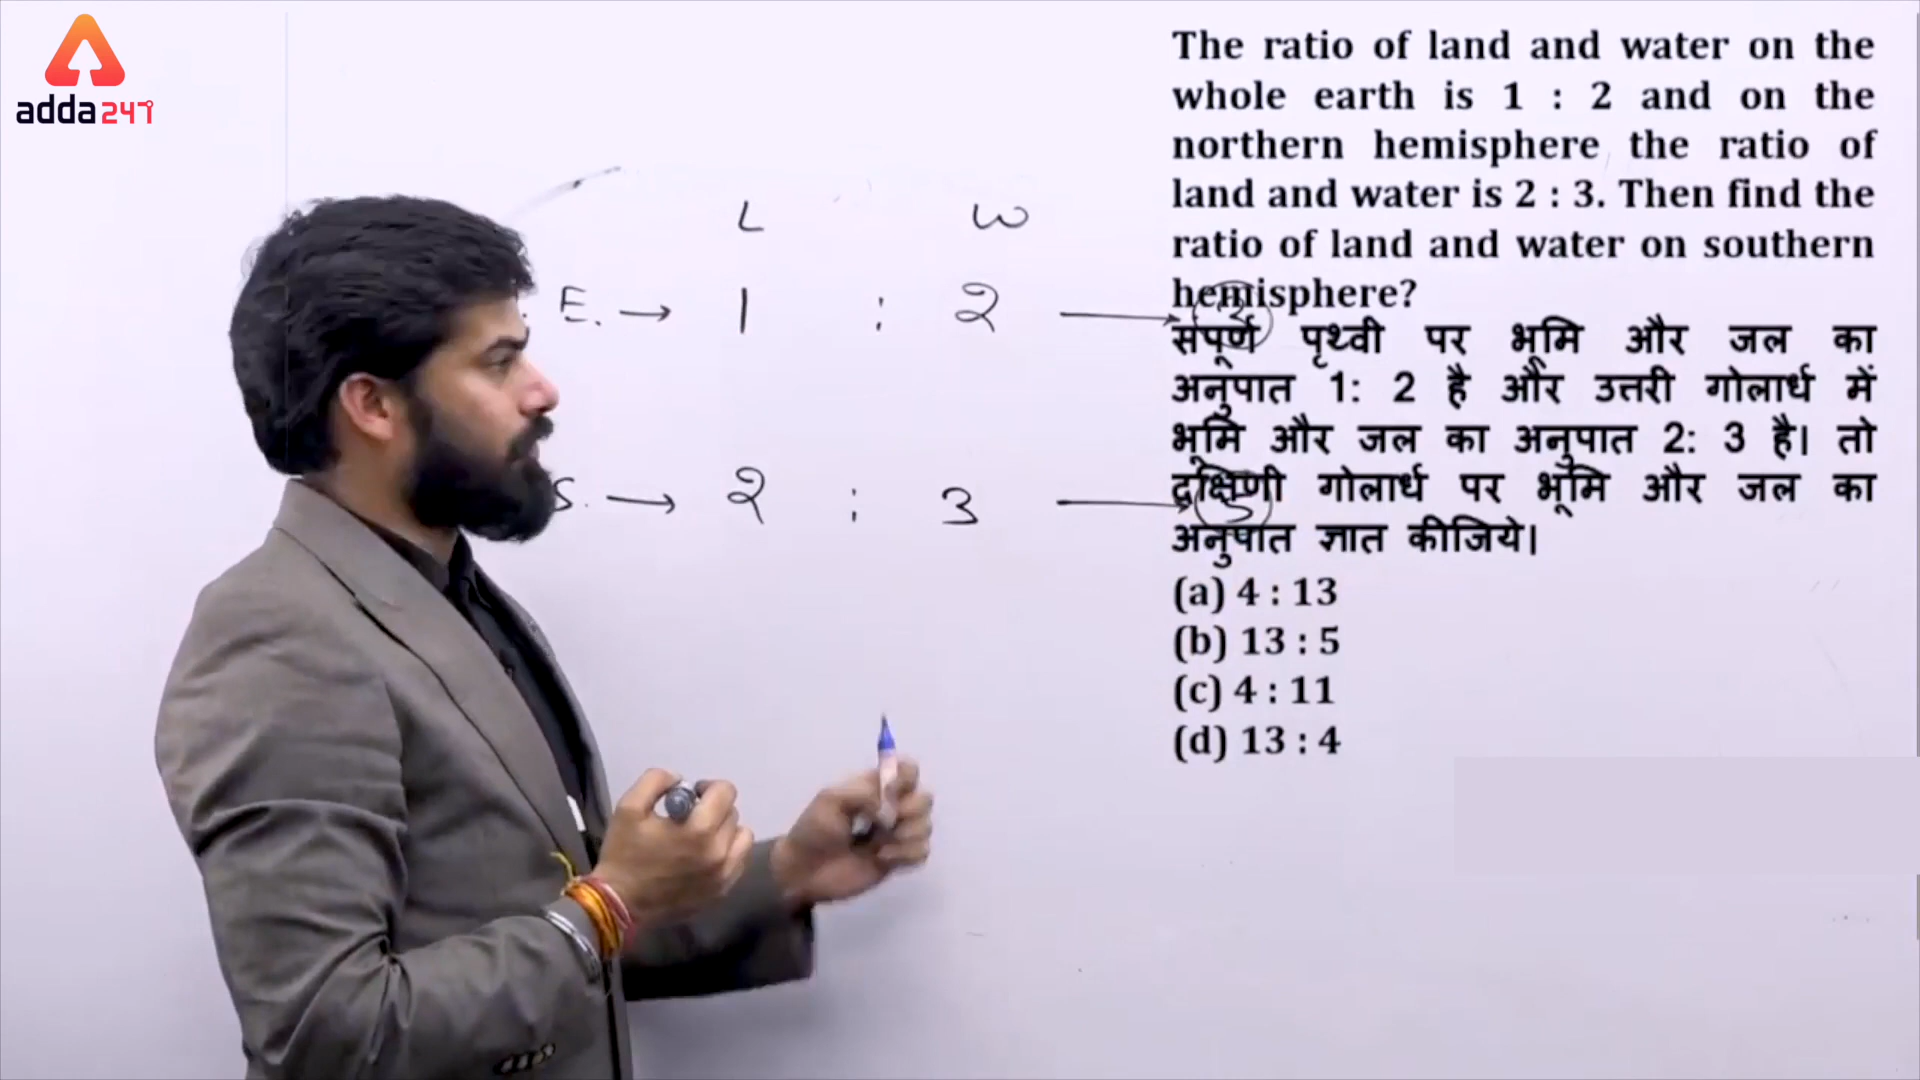 adda247
The ratio of land and water on the
whole earth is 1 : 2 and on the
northern hemisphere the ratio of
land and water is 2 : 3. Then find the
ratio of land and water on southern
hemisphere?
संपूर्ण पृथ्वी पर भूमि और जल का
अनुपात 1: 2 है और उत्तरी गोलार्ध में
भूमि और जल का अनुपात 2: 3 है। तो
दक्षिणी गोलार्ध पर भूमि और जल का
अनुपात ज्ञात कीजिये।
(a) 4 : 13
(b) 13 : 5
(c) 4 : 11
(d) 13 : 4
L W
E. → 1 : 2 → 3
S. → 2 : 3 → 5